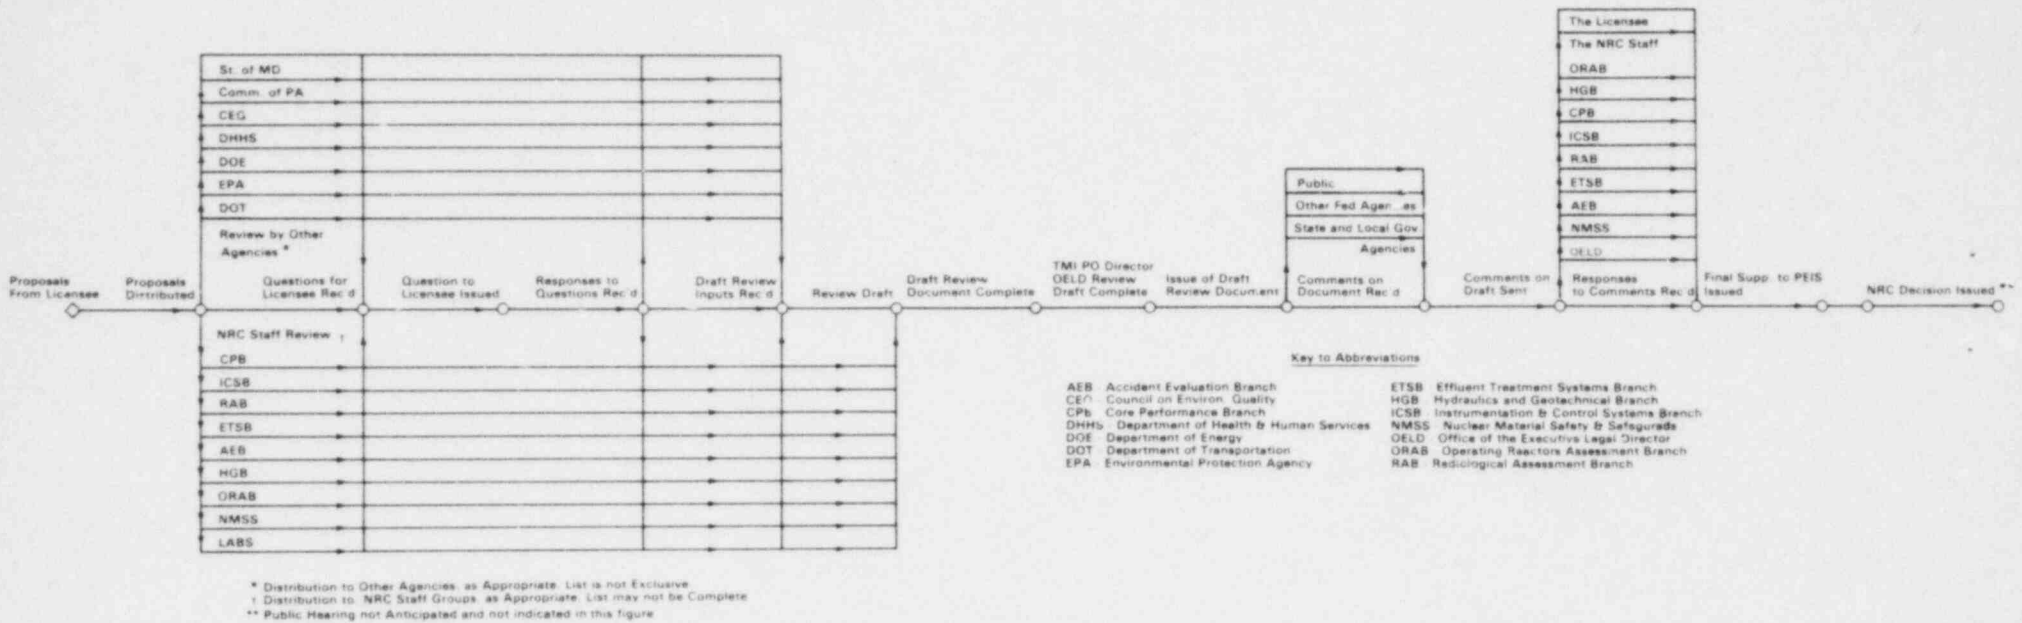 St. of MD
Comm. of PA
CEG
DHHS
DOE
EPA
DOT
Review by Other
Agencies *
Proposals
From Licensee
Proposals
Distributed
Questions for
Licensee Rec'd
Question to
Licensee Issued
Responses to
Questions Rec'd
Draft Review
Inputs Rec'd
Review Draft
Draft Review
Document Complete
TMI PO Director
OELD Review
Draft Complete
Issue of Draft
Review Document
Public
Other Fed
State and Local Gov
Agencies
Comments on
Document Rec'd
Comments on
Draft Sent
The Licensee
The NRC Staff
ORAB
HGB
CPB
ICSB
RAB
ETSB
AEB
NMSS
OELD
Responses
to Comments Rec'd
Final Supp. to PEIS
Issued
NRC Decision Issued **
NRC Staff Review †
CPB
ICSB
RAB
ETSB
AEB
HGB
ORAB
NMSS
LABS
Key to Abbreviations
AEB Accident Evaluation Branch
Council on Environ. Quality
CPB Core Performance Branch
DHHS Department of Health & Human Services
DOE Department of Energy
DOT Department of Transportation
EPA Environmental Protection Agency
ETSB Effluent Treatment Systems Branch
HGB Hydraulics and Geotechnical Branch
ICSB Instrumentation & Control Systems Branch
NMSS Nuclear Material Safety & Safegurads
OELD Office of the Executive Legal Director
ORAB Operating Reactors Assessment Branch
RAB Radiological Assessment Branch
* Distribution to Other Agencies, as Appropriate. List is not Exclusive
† Distribution to NRC Staff Groups, as Appropriate. List may not be Complete
** Public Hearing not Anticipated and not indicated in this figure